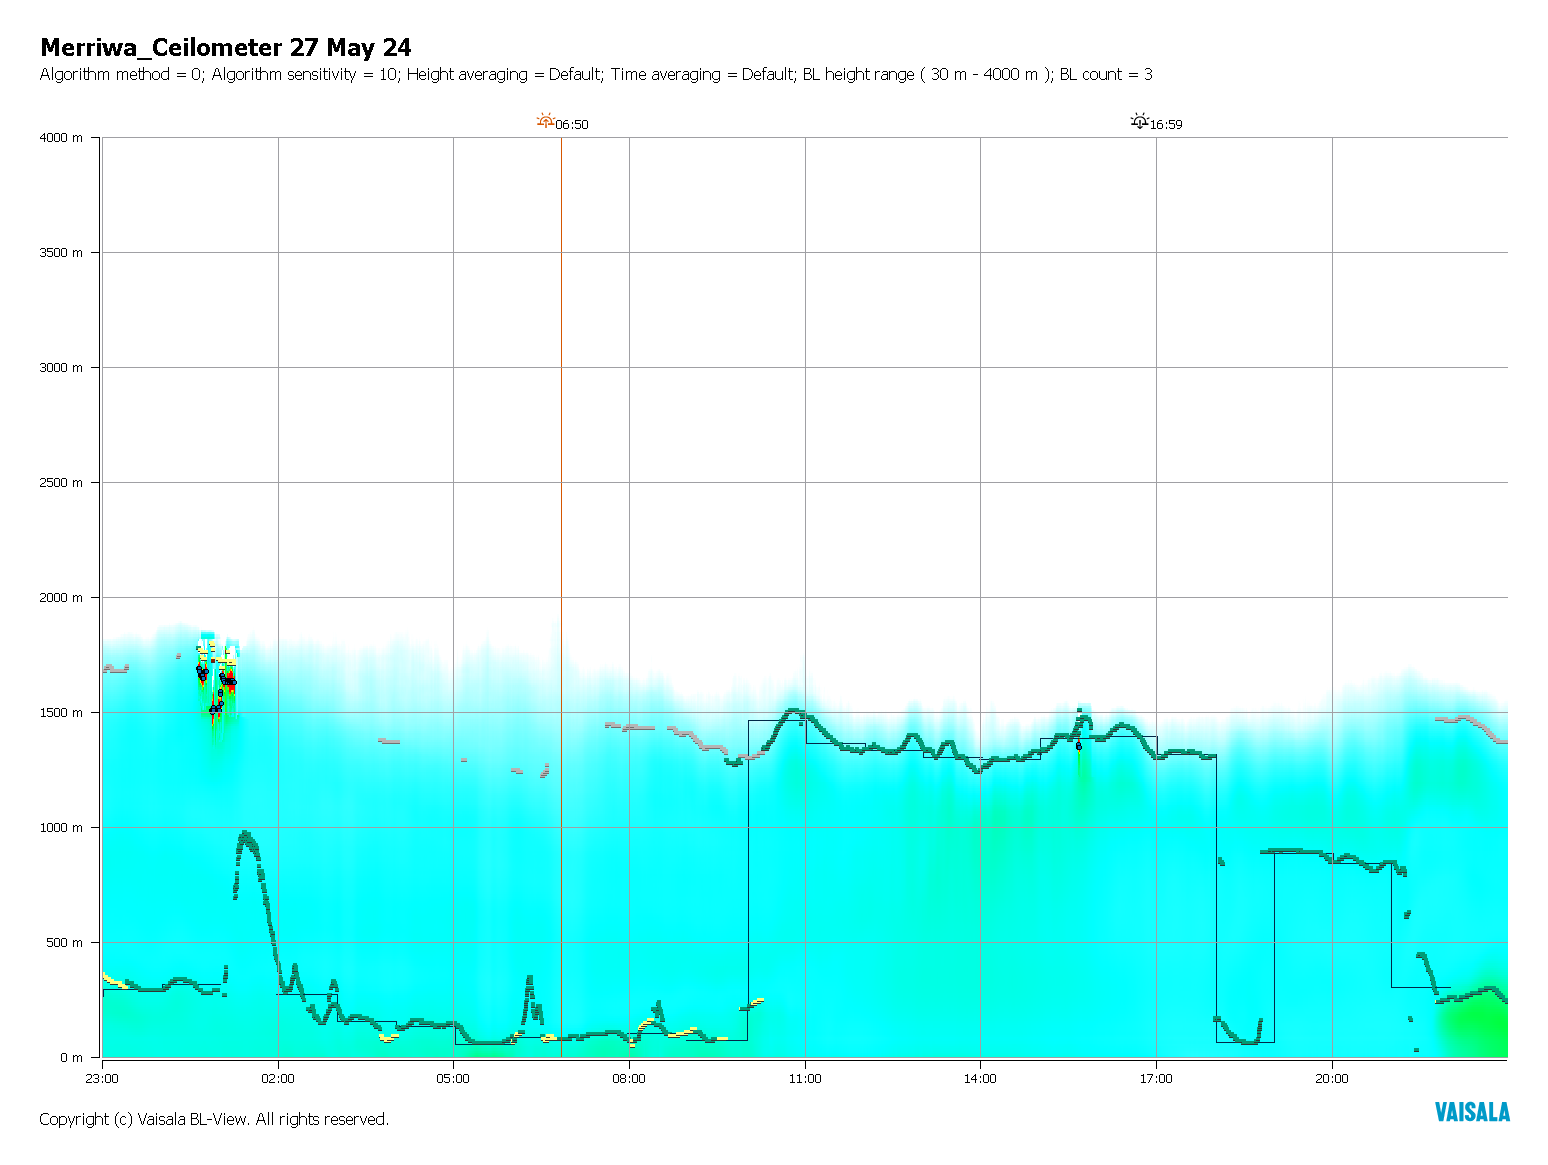 Merriwa_Ceilometer 27 May 24
Algorithm method = 0; Algorithm sensitivity = 10; Height averaging = Default; Time averaging = Default; BL height range ( 30 m - 4000 m ); BL count = 3
06:50
16:59
4000 m
3500 m
3000 m
2500 m
2000 m
1500 m
1000 m
500 m
0 m
23:00
02:00
05:00
08:00
11:00
14:00
17:00
20:00
Copyright (c) Vaisala BL-View. All rights reserved.
VAISALA